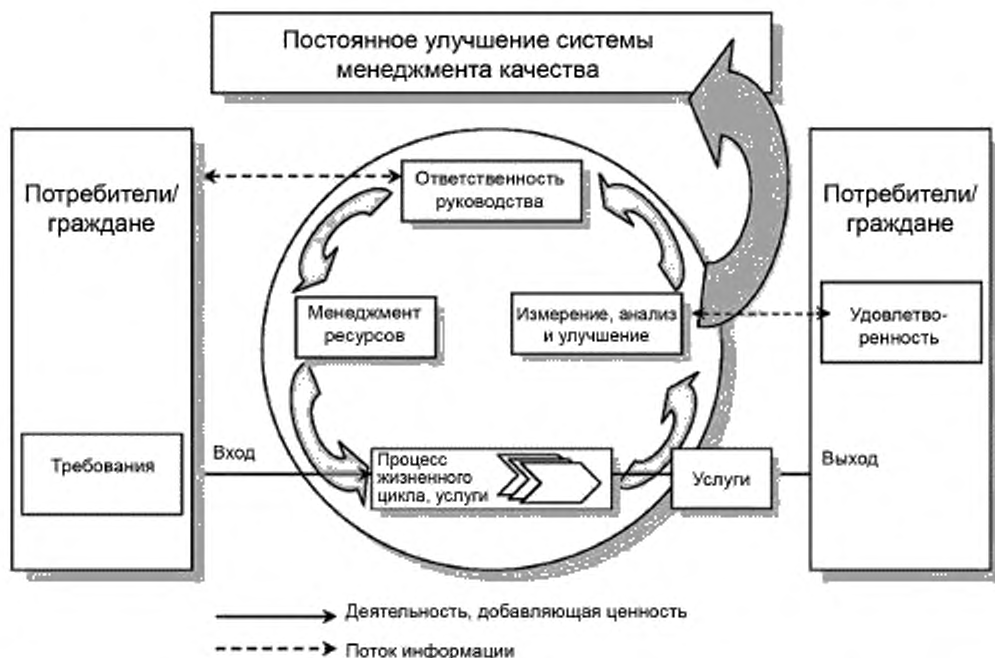 Постоянное улучшение системы
менеджмента качества
Потребители/
граждане
Ответственность
руководства
Потребители/
граждане
Менеджмент
ресурсов
Измерение, анализ
и улучшение
Удовлетво-
ренность
Требования
Вход
Процесс
жизненного
цикла, услуги
Услуги
Выход
Деятельность, добавляющая ценность
Поток информации